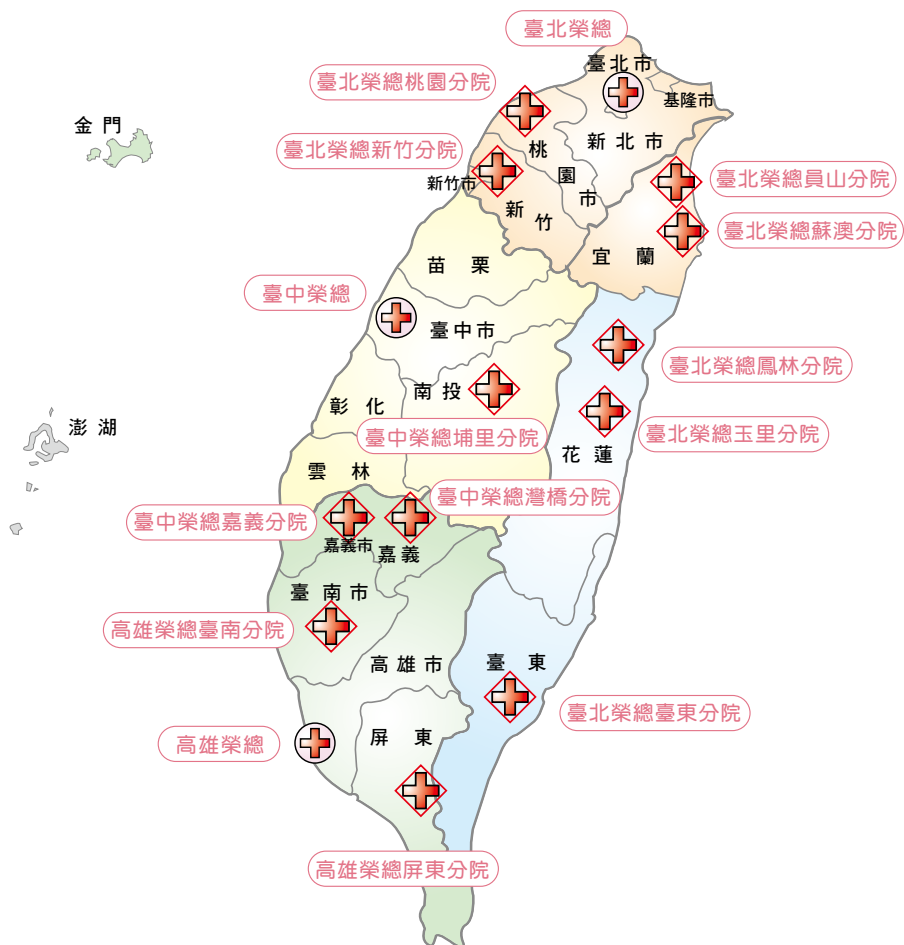 臺北榮總
臺北市
臺北榮總桃園分院
基隆市
金門
新北市
臺北榮總新竹分院
桃園市
臺北榮總員山分院
新竹市
新竹
臺北榮總蘇澳分院
宜蘭
苗栗
臺中榮總
臺中市
臺北榮總鳳林分院
南投
彰化
澎湖
臺中榮總埔里分院
臺北榮總玉里分院
花蓮
雲林
臺中榮總灣橋分院
臺中榮總嘉義分院
嘉義市
嘉義
臺南市
高雄榮總臺南分院
高雄市
臺東
臺北榮總臺東分院
高雄榮總
屏東
高雄榮總屏東分院